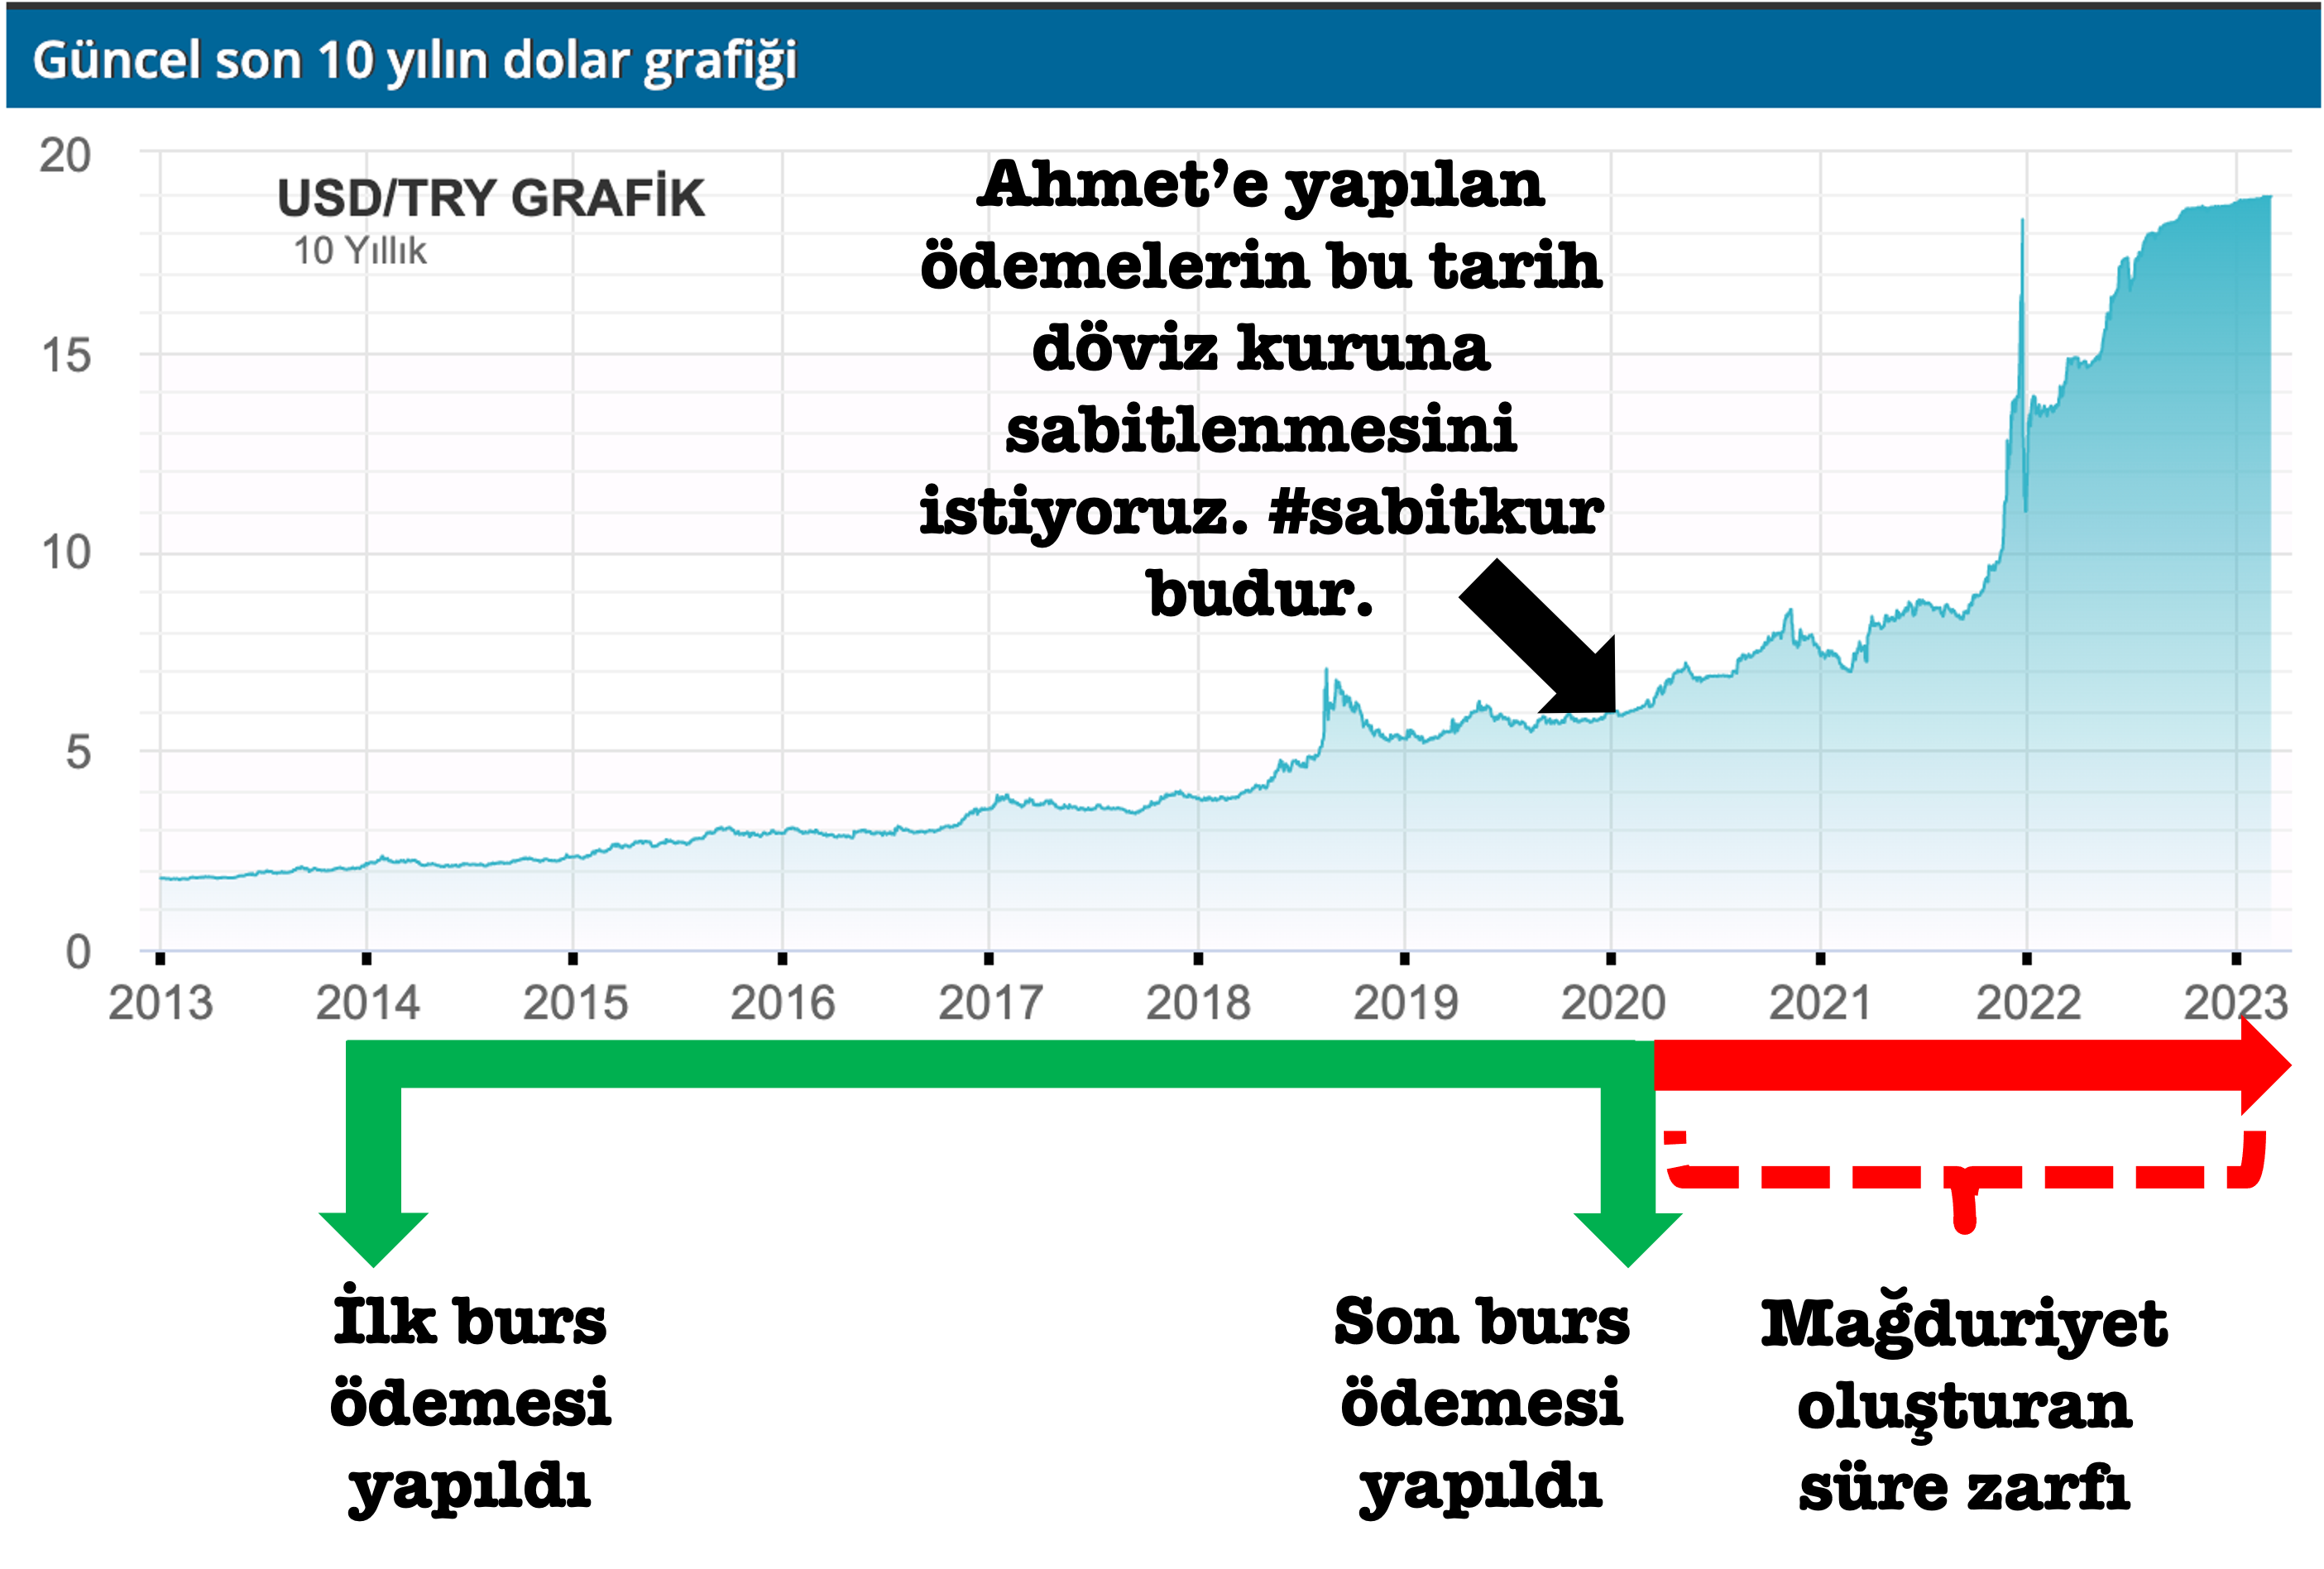 Güncel son 10 yılın dolar grafiği
USD/TRY GRAFİK
10 Yıllık
Ahmet’e yapılan
ödemelerin bu tarih
döviz kuruna
sabitlenmesini
istiyoruz. #sabitkur
budur.
20
15
10
5
0
2013 2014 2015 2016 2017 2018 2019 2020 2021 2022 2023
İlk burs
ödemesi
yapıldı
Son burs
ödemesi
yapıldı
Mağduriyet
oluşturan
süre zarfı